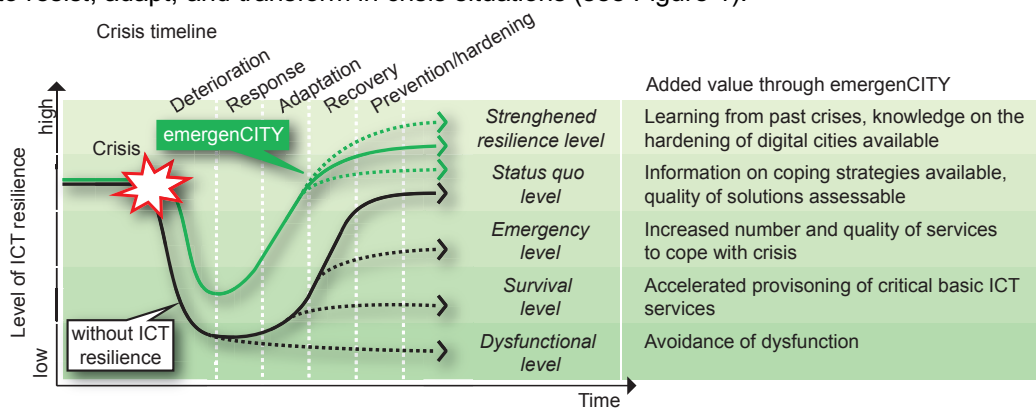 to resist, adapt, and transform in crisis situations (see Figure 1).
Crisis timeline
Deterioration
Response
Adaptation
Recovery
Prevention/hardening
Added value through emergenCITY
high
Level of ICT resilience
low
emergenCITY
Crisis
without ICT
resilience
Strenghened
resilience level
Learning from past crises, knowledge on the
hardening of digital cities available
Status quo
level
Information on coping strategies available,
quality of solutions assessable
Emergency
level
Increased number and quality of services
to cope with crisis
Survival
level
Accelerated provisoning of critical basic ICT
services
Dysfunctional
level
Avoidance of dysfunction
Time